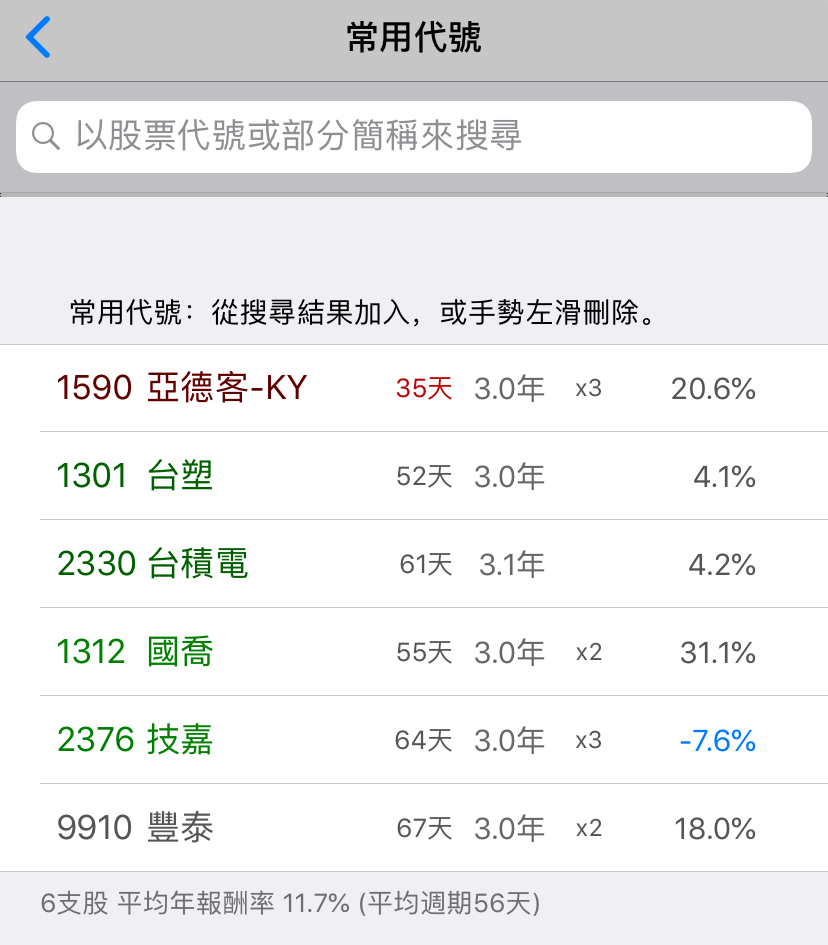 常用代號
以股票代號或部分簡稱來搜尋
常用代號：從搜尋結果加入，或手勢左滑刪除。
1590 亞德客-KY 35天 3.0年 x3 20.6%
1301 台塑 52天 3.0年 4.1%
2330 台積電 61天 3.1年 4.2%
1312 國喬 55天 3.0年 x2 31.1%
2376 技嘉 64天 3.0年 x3 -7.6%
9910 豐泰 67天 3.0年 x2 18.0%
6支股 平均年報酬率 11.7% (平均週期56天)